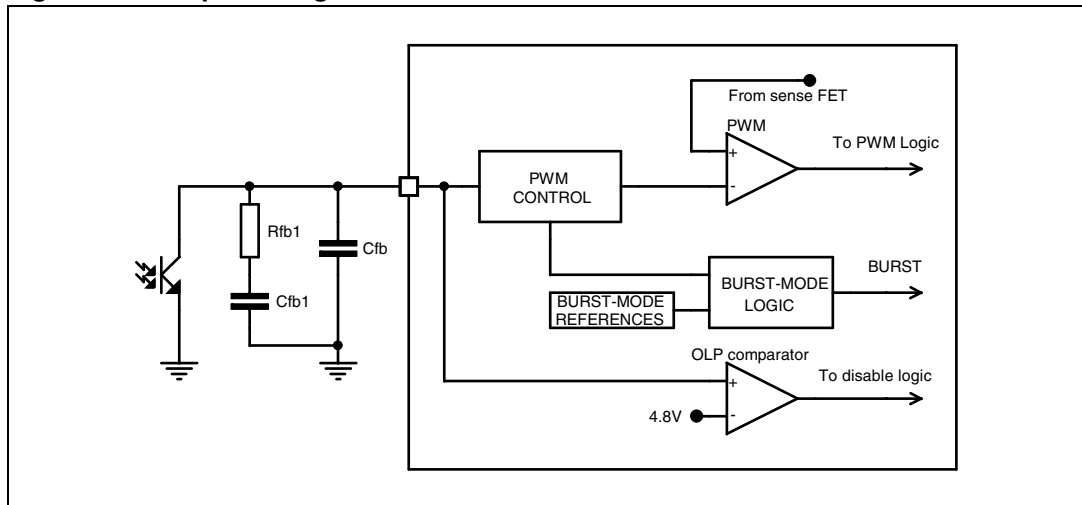 From sense FET
PWM
+
-
To PWM Logic
PWM
CONTROL
Rfb1
Cfb
Cfb1
BURST
BURST-MODE
LOGIC
BURST-MODE
REFERENCES
OLP comparator
+
-
To disable logic
4.8V